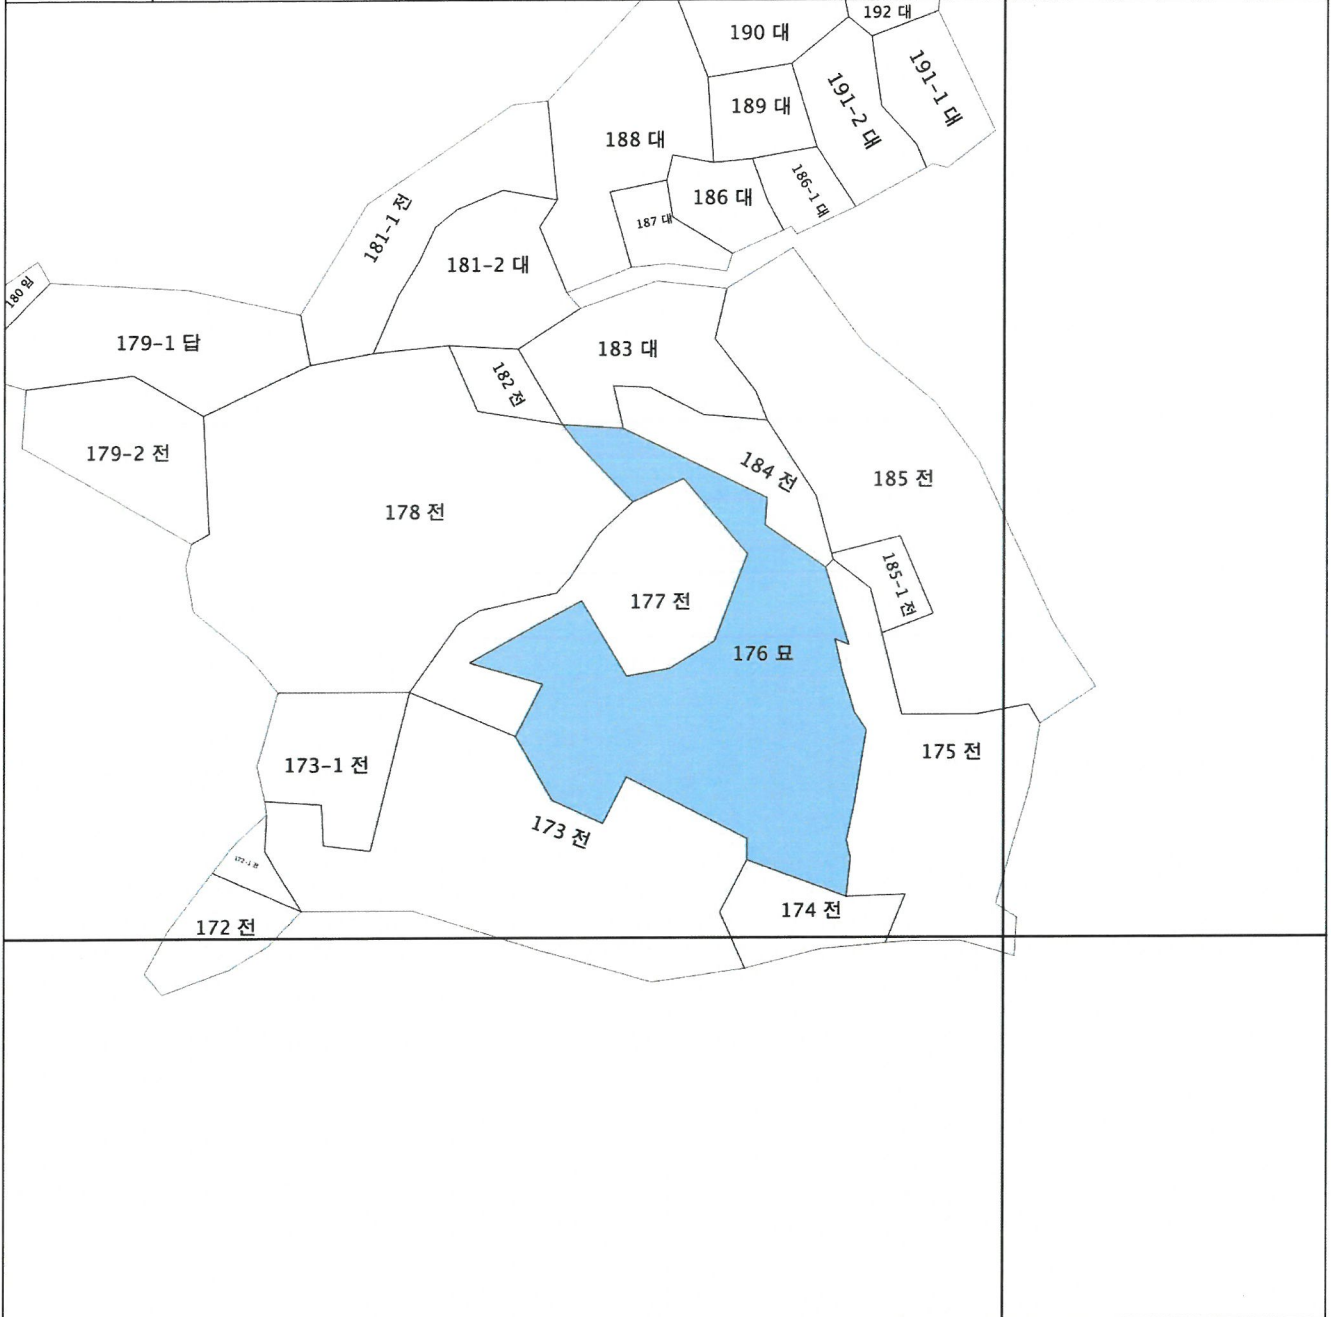 192 대
190 대
191-1 대
189 대
191-2 대
188 대
186 대
186-1 대
187 대
181-1 전
181-2 대
180 임
179-1 답
183 대
182 전
179-2 전
184 전
185 전
178 전
185-1 전
177 전
176 묘
175 전
173-1 전
173 전
174 전
172 전